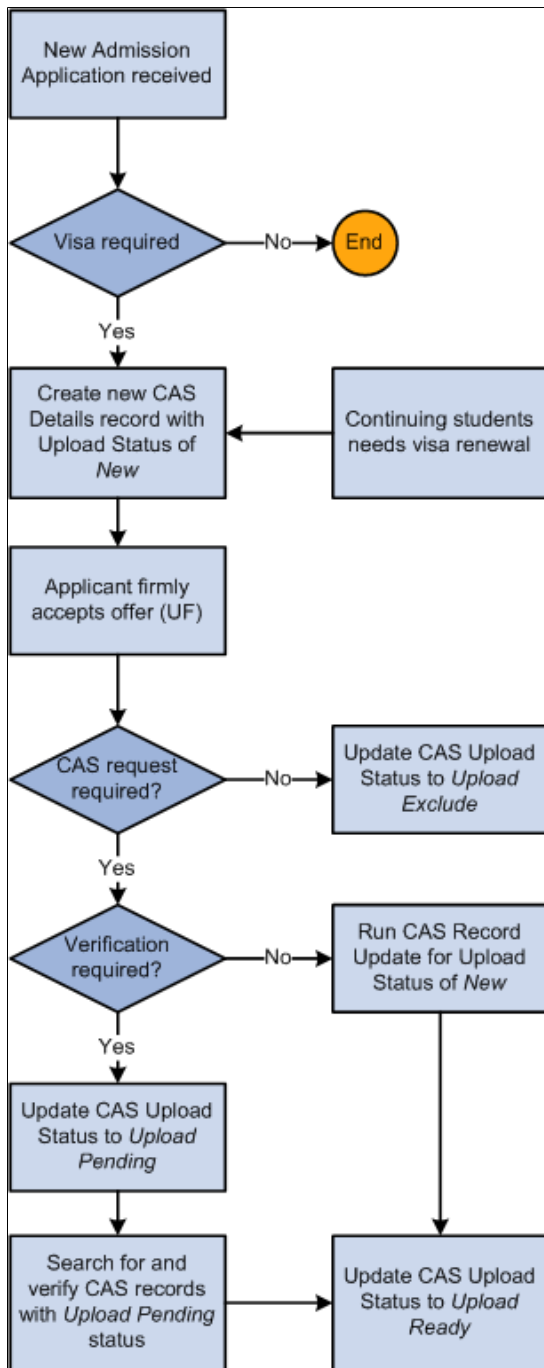 New Admission
Application received
Visa required
No
End
Yes
Create new CAS
Details record with
Upload Status of
New
Continuing students
needs visa renewal
Applicant firmly
accepts offer (UF)
CAS request
required?
No
Update CAS Upload
Status to Upload
Exclude
Yes
Verification
required?
No
Run CAS Record
Update for Upload
Status of New
Yes
Update CAS Upload
Status to Upload
Pending
Search for and
verify CAS records
with Upload Pending
status
Update CAS Upload
Status to Upload
Ready